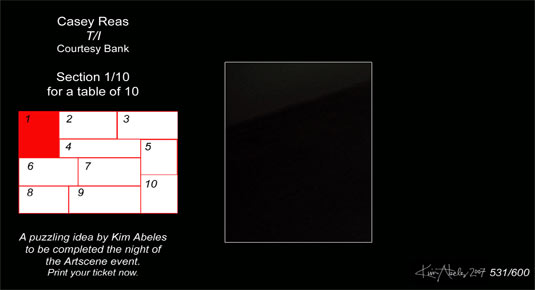 Casey Reas
T/I
Courtesy Bank
Section 1/10
for a table of 10
1
2
3
4
5
6
7
8
9
10
A puzzling idea by Kim Abeles
to be completed the night of
the Artscene event.
Print your ticket now.
Kim Abeles 2007
531/600